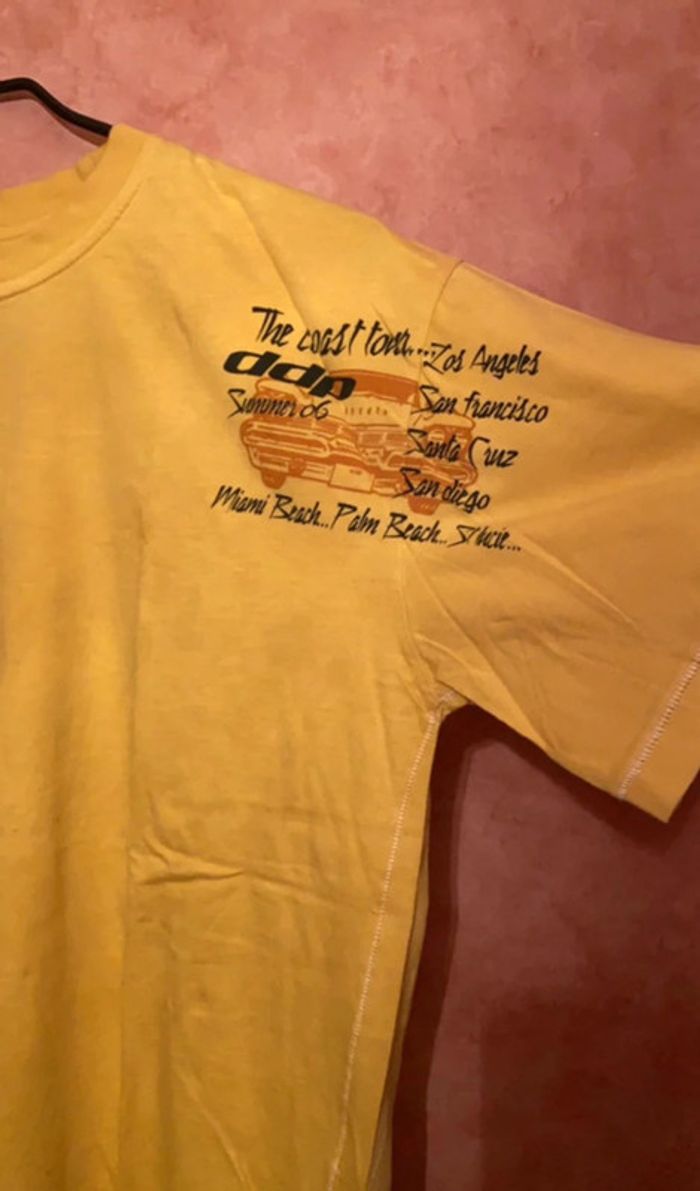 The coast tour....Los Angeles
ddp
Summer 06
San francisco
Santa Cruz
San diego
Miami Beach...Palm Beach...St lucie...